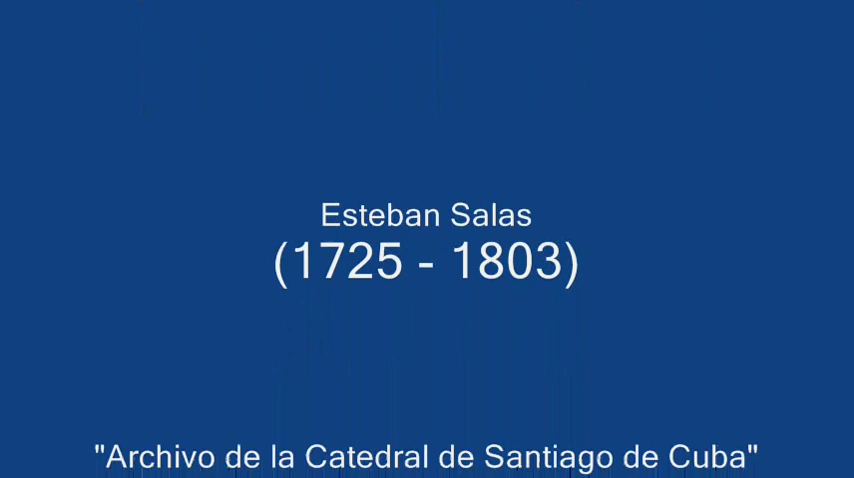 Esteban Salas
(1725 - 1803)
"Archivo de la Catedral de Santiago de Cuba"